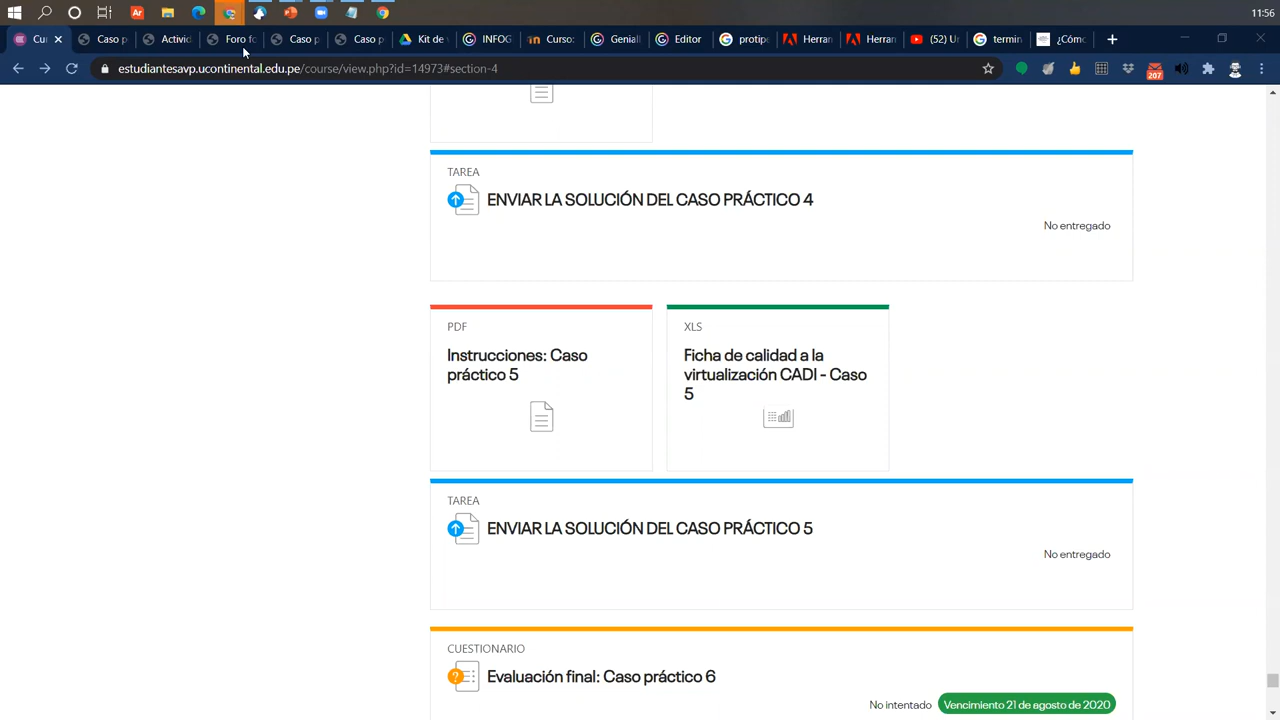 Ar
11:56
Cu
Caso p
Activid
Foro fo
Caso p
Caso p
Kit de
INFOG
Curso:
Genial
Editor
protip
Herran
Herran
(52) U
termin
¿Cómo
estudiantesavp.ucontinental.edu.pe/course/view.php?id=14973#section-4
207
TAREA
ENVIAR LA SOLUCIÓN DEL CASO PRÁCTICO 4
No entregado
PDF
XLS
Instrucciones: Caso
práctico 5
Ficha de calidad a la
virtualización CADI - Caso
5
TAREA
ENVIAR LA SOLUCIÓN DEL CASO PRÁCTICO 5
No entregado
CUESTIONARIO
Evaluación final: Caso práctico 6
No intentado Vencimiento 21 de agosto de 2020